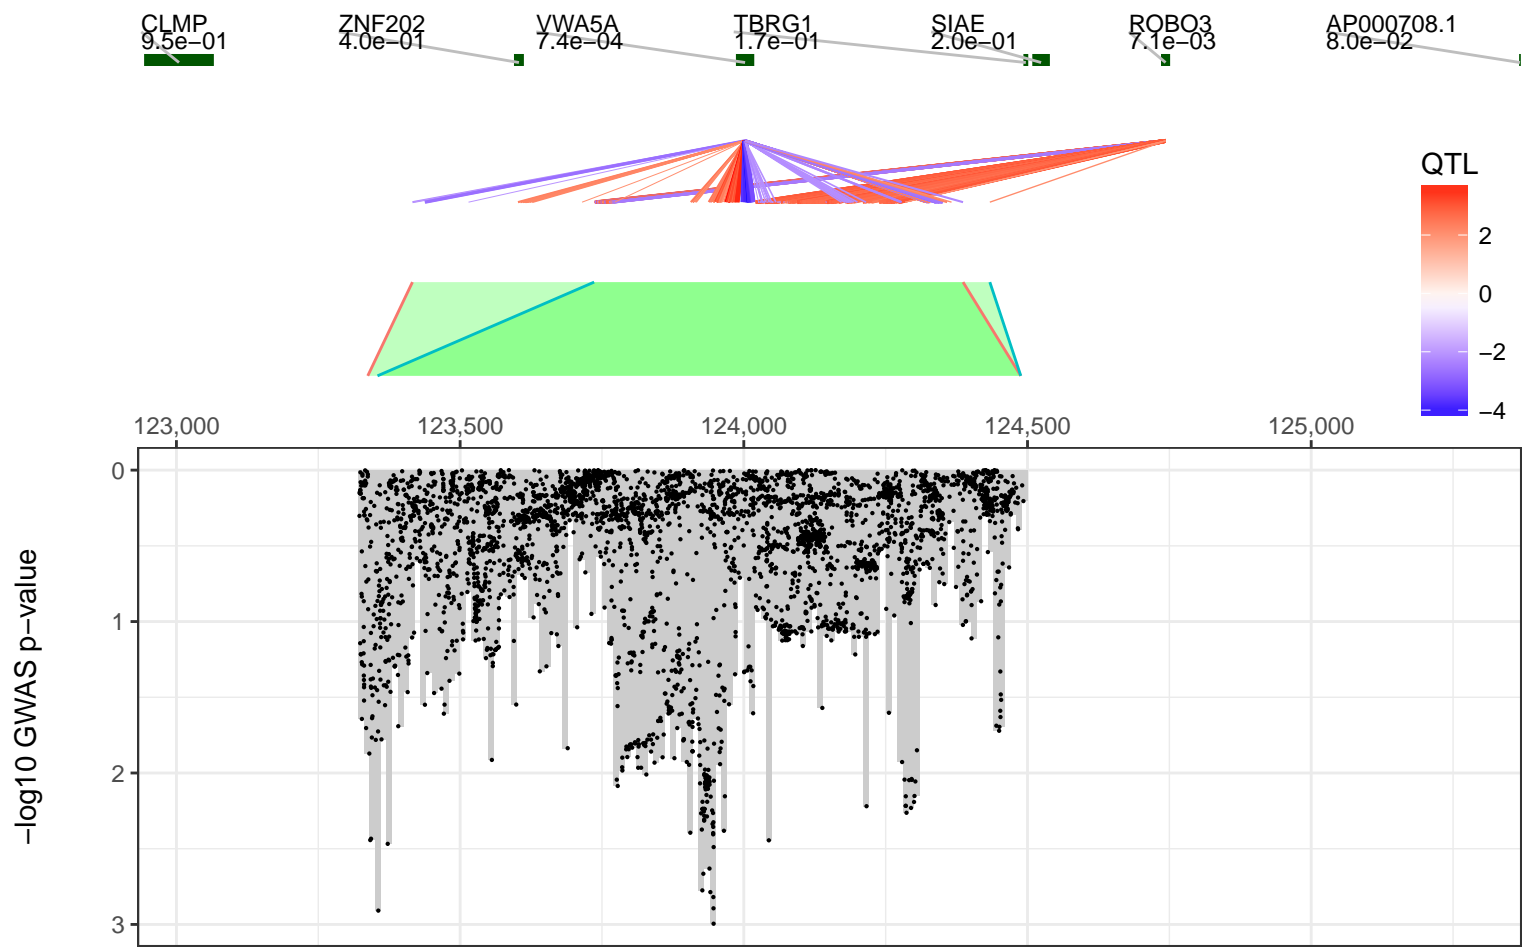 CLMP ZNF202 VWA5A TBRG1 SIAE ROBO3 AP000708.1
9.5e−01 4.0e−01 7.4e−04 1.7e−01 2.0e−01 7.1e−03 8.0e−02
QTL
2
0
−2
−4
123,000 123,500 124,000 124,500 125,000
0
1
2
3
−log10 GWAS p−value